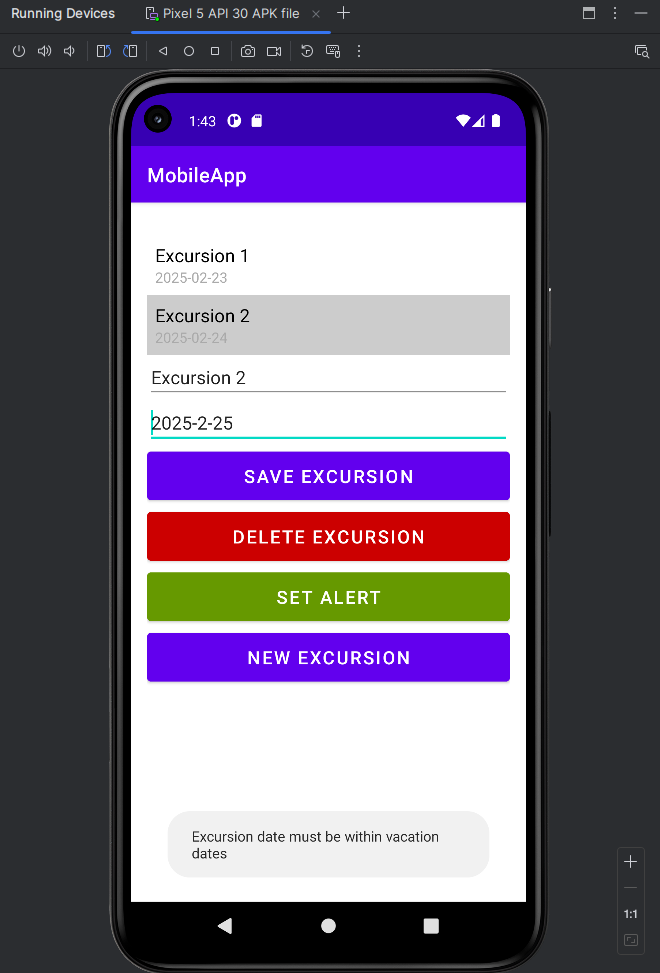 Running Devices
Pixel 5 API 30 APK file
1:43
MobileApp
Excursion 1
2025-02-23
Excursion 2
2025-02-24
Excursion 2
2025-2-25
SAVE EXCURSION
DELETE EXCURSION
SET ALERT
NEW EXCURSION
Excursion date must be within vacation
dates
1:1